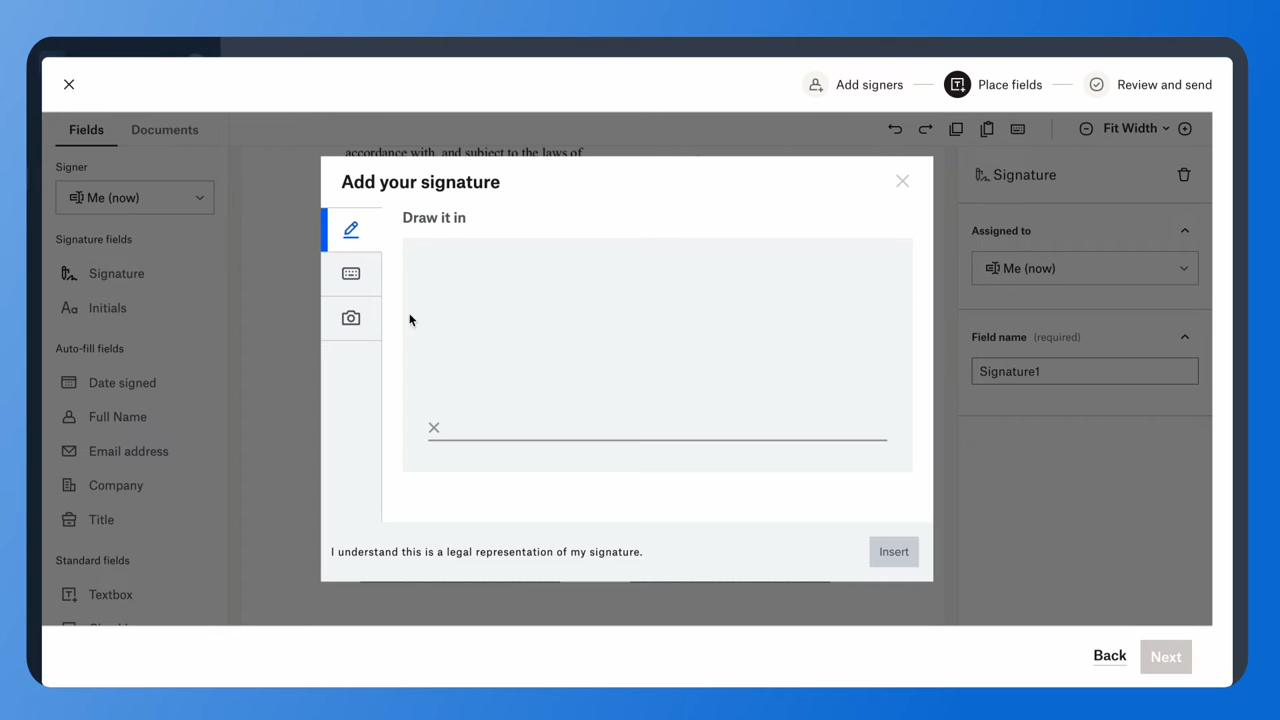 Add signers
Place fields
Review and send
Fields
Documents
Fit Width
accordance with, and subject to the laws of
Signer
Me (now)
Signature fields
Signature
Aa Initials
Auto-fill fields
Date signed
Full Name
Email address
Company
Title
Standard fields
Textbox
Add your signature
Draw it in
I understand this is a legal representation of my signature.
Insert
Signature
Assigned to
Me (now)
Field name (required)
Signature1
Back
Next